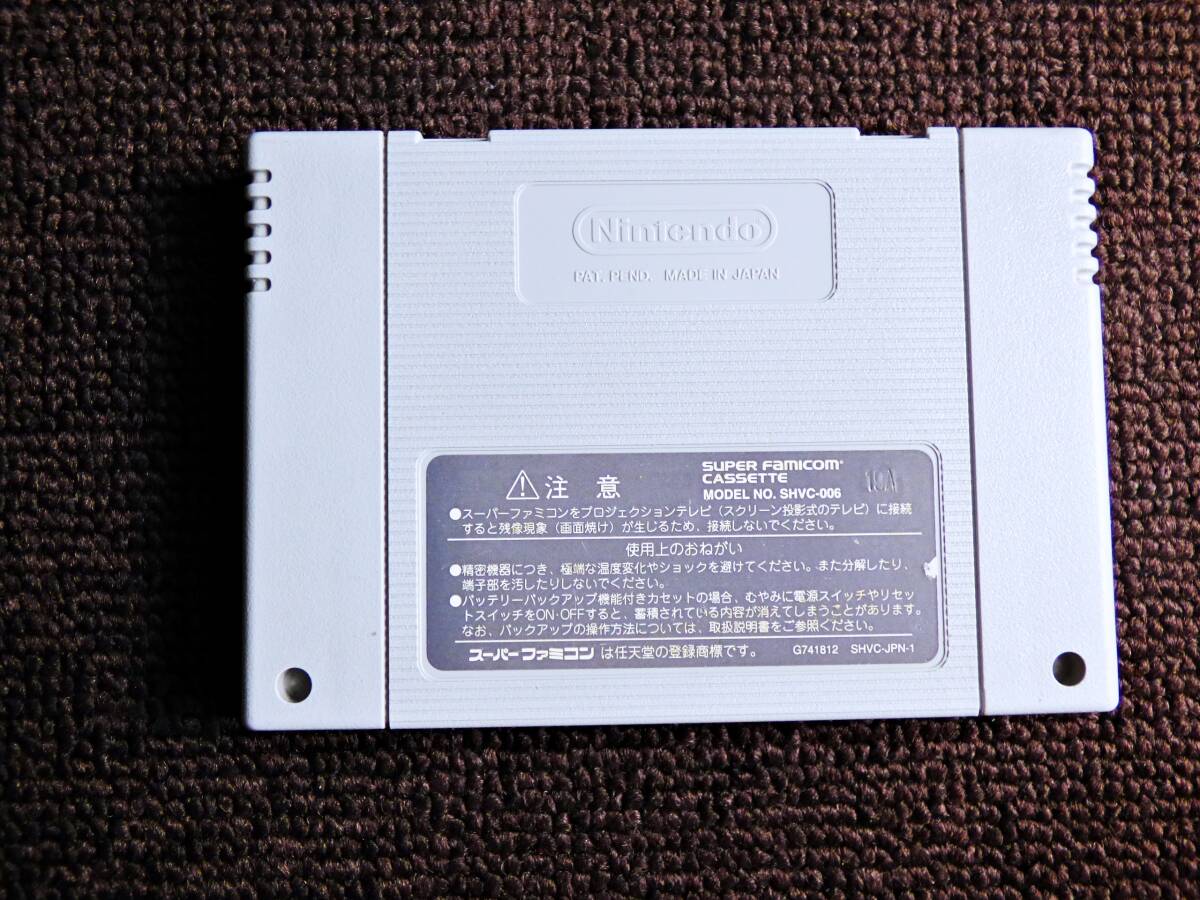 Nintendo
PAT. PEND. MADE IN JAPAN
⚠注 意
SUPER FAMICOM
CASSETTE
MODEL NO. SHVC-006
●スーパーファミコンをプロジェクションテレビ（スクリーン投影式のテレビ）に接続
すると残像現象（画面焼け）が生じるため、接続しないでください。
使用上のおねがい
●精密機器につき、極端な温度変化やショックを避けてください。また分解したり、
端子部を汚したりしないでください。
●バッテリーバックアップ機能付きカセットの場合、むやみに電源スイッチやリセッ
トスイッチをON・OFFすると、蓄積されている内容が消えてしまうことがあります。
なお、バックアップの操作方法については、取扱説明書をご参照ください。
スーパーファミコン は任天堂の登録商標です。 G741812 SHVC-JPN-1